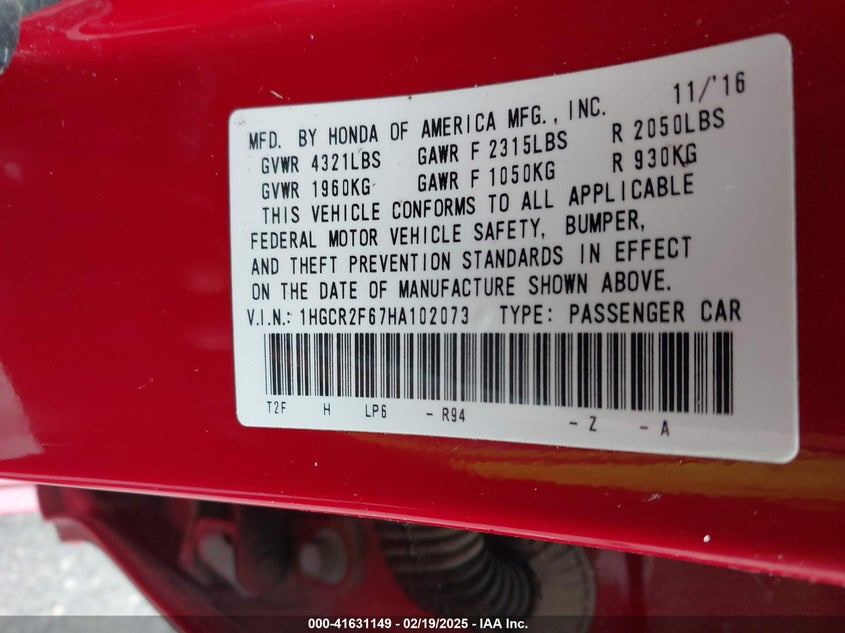 11/'16
MFD. BY HONDA OF AMERICA MFG., INC.
GVWR 4321LBS GAWR F 2315LBS R 2050LBS
GVWR 1960KG GAWR F 1050KG R 930KG
THIS VEHICLE CONFORMS TO ALL APPLICABLE
FEDERAL MOTOR VEHICLE SAFETY, BUMPER,
AND THEFT PREVENTION STANDARDS IN EFFECT
ON THE DATE OF MANUFACTURE SHOWN ABOVE.
V.I.N.: 1HGCR2F67HA102073 TYPE: PASSENGER CAR
T2F H LP6 - R94 - Z - A
000-41631149 - 02/19/2025 - IAA Inc.